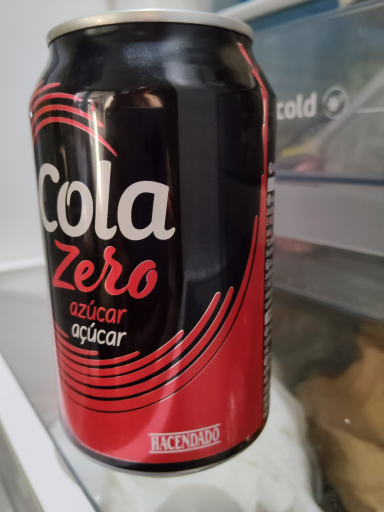 Cola
Zero
azúcar
açúcar
HACENDADO
cold